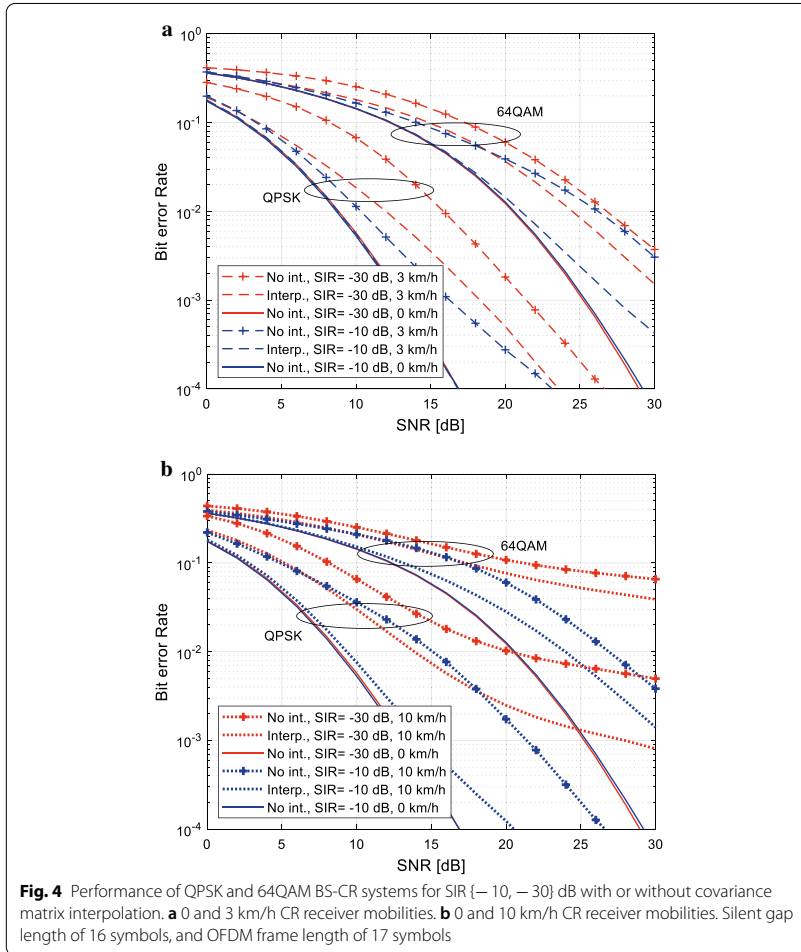 a
10^0
10^-1
10^-2
10^-3
10^-4
Bit error Rate
64QAM
QPSK
No int., SIR= -30 dB, 3 km/h
Interp., SIR= -30 dB, 3 km/h
No int., SIR= -30 dB, 0 km/h
No int., SIR= -10 dB, 3 km/h
Interp., SIR= -10 dB, 3 km/h
No int., SIR= -10 dB, 0 km/h
0 5 10 15 20 25 30
SNR [dB]
b
10^0
10^-1
10^-2
10^-3
10^-4
Bit error Rate
64QAM
QPSK
No int., SIR= -30 dB, 10 km/h
Interp., SIR= -30 dB, 10 km/h
No int., SIR= -30 dB, 0 km/h
No int., SIR= -10 dB, 10 km/h
Interp., SIR= -10 dB, 10 km/h
No int., SIR= -10 dB, 0 km/h
0 5 10 15 20 25 30
SNR [dB]
Fig. 4 Performance of QPSK and 64QAM BS-CR systems for SIR {− 10, − 30} dB with or without covariance
matrix interpolation. a 0 and 3 km/h CR receiver mobilities. b 0 and 10 km/h CR receiver mobilities. Silent gap
length of 16 symbols, and OFDM frame length of 17 symbols